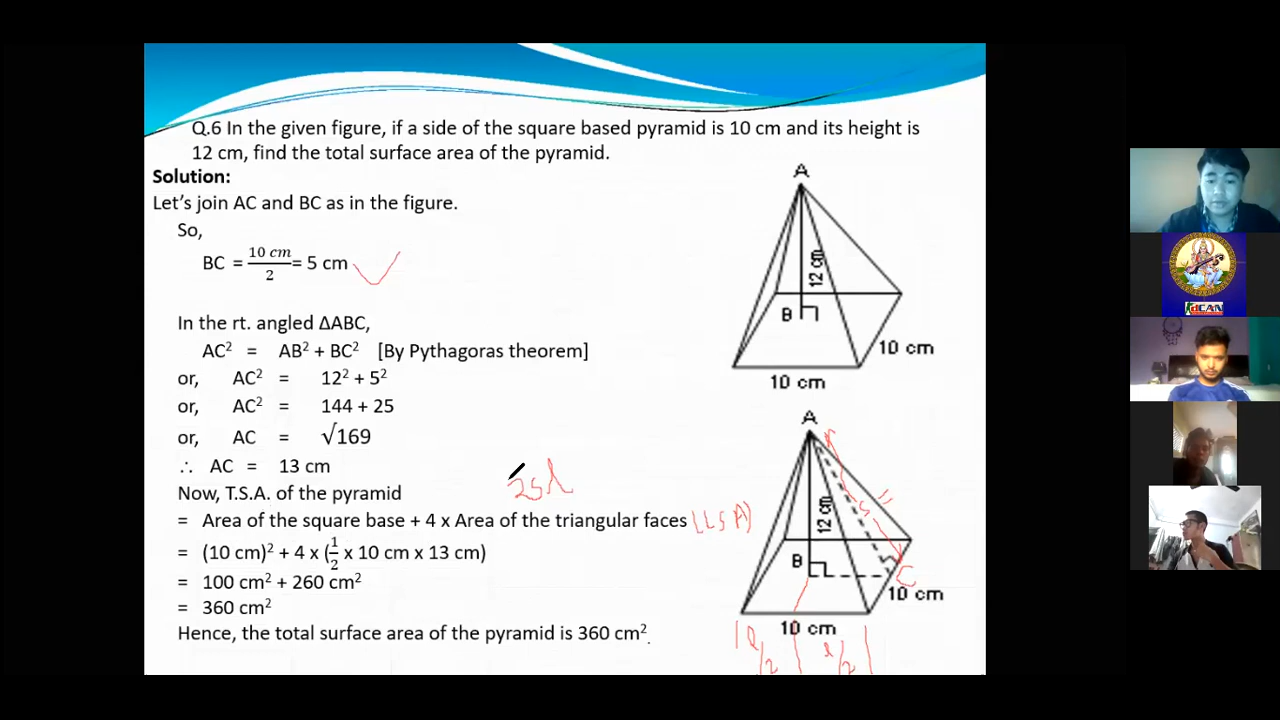 Q.6 In the given figure, if a side of the square based pyramid is 10 cm and its height is
12 cm, find the total surface area of the pyramid.
Solution:
Let's join AC and BC as in the figure.
So,
BC = 10 cm/2 = 5 cm
In the rt. angled ΔABC,
AC² = AB² + BC² [By Pythagoras theorem]
or, AC² = 12² + 5²
or, AC² = 144 + 25
or, AC = √169
∴ AC = 13 cm
2sl
Now, T.S.A. of the pyramid
= Area of the square base + 4 x Area of the triangular faces (LSA)
= (10 cm)² + 4 x (1/2 x 10 cm x 13 cm)
= 100 cm² + 260 cm²
= 360 cm²
Hence, the total surface area of the pyramid is 360 cm².
A
12 cm
B
10 cm
10 cm
A
12 cm
B
C
10 cm
10 cm
l/2